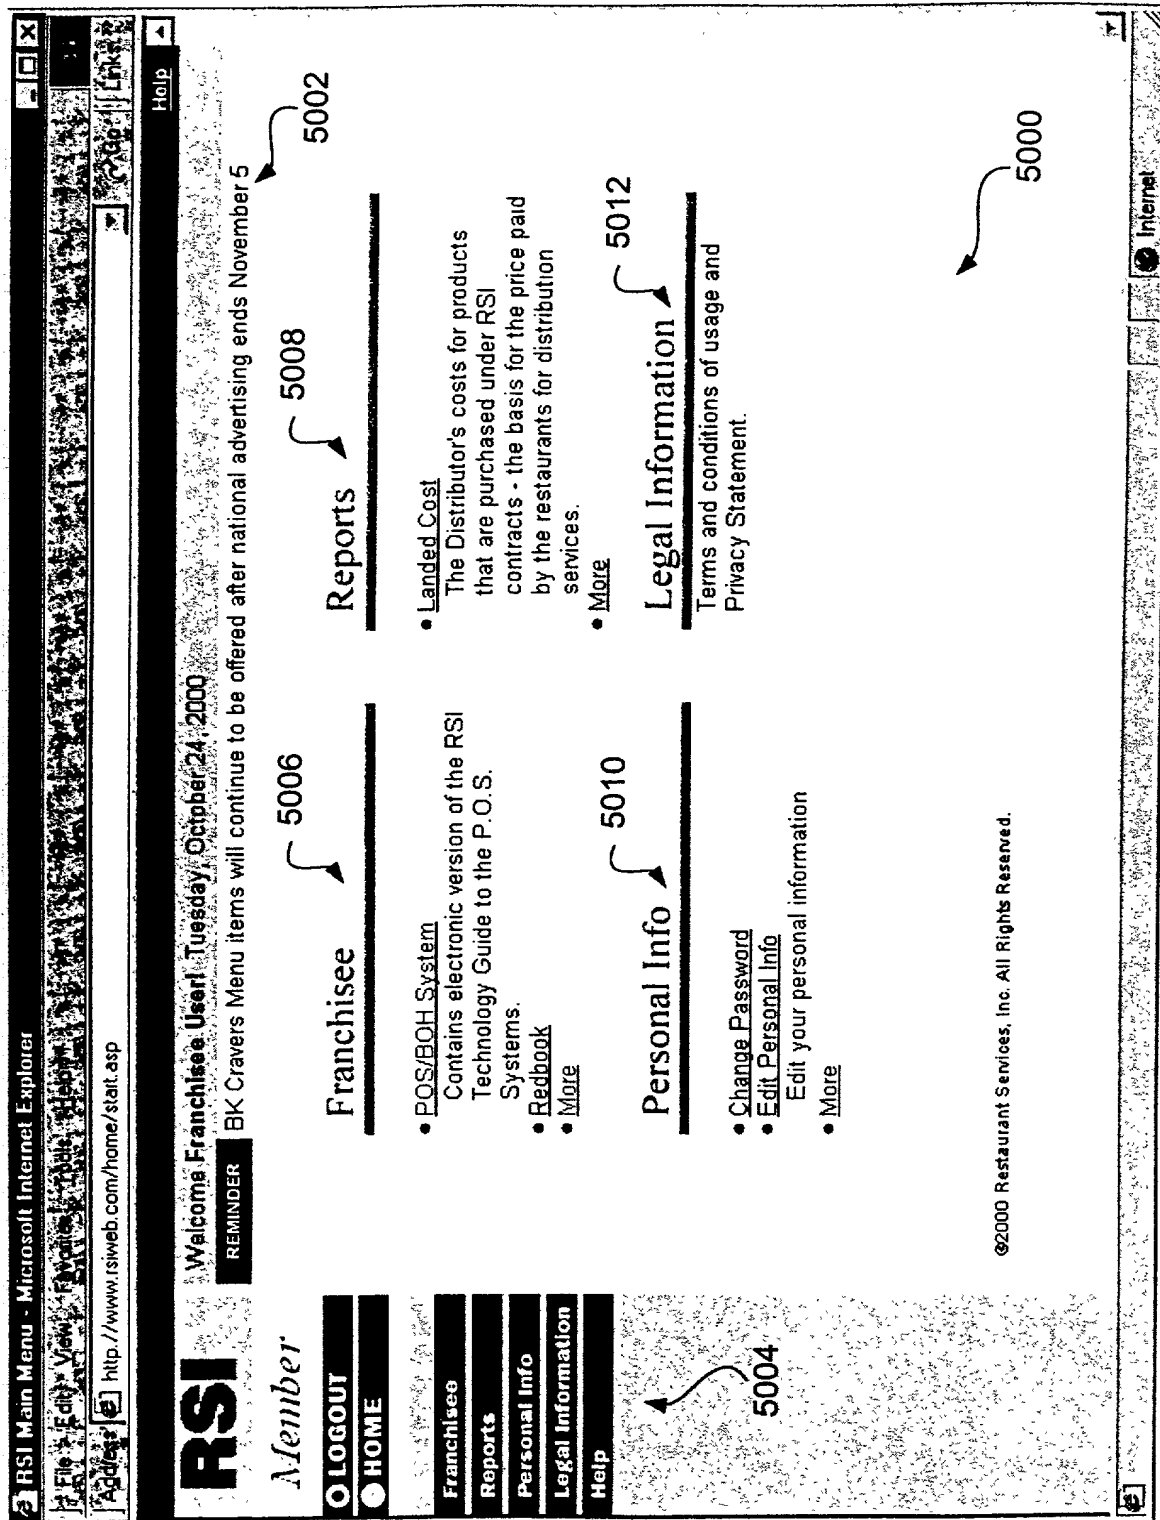 RSI Main Menu - Microsoft Internet Explorer
File Edit View Favorites Tools Help
Address http://www.rsiweb.com/home/start.asp Go Links »
Help
RSI
Welcome Franchisee User! Tuesday, October 24, 2000
REMINDER BK Cravers Menu items will continue to be offered after national advertising ends November 5
5002
Member
LOGOUT
HOME
Franchisee
Reports
Personal Info
Legal Information
Help
5004
Franchisee
5006
• POS/BOH System
Contains electronic version of the RSI
Technology Guide to the P.O.S.
Systems.
• Redbook
• More
Reports
5008
• Landed Cost
The Distributor's costs for products
that are purchased under RSI
contracts - the basis for the price paid
by the restaurants for distribution
services.
• More
Personal Info
5010
• Change Password
• Edit Personal Info
Edit your personal information
• More
Legal Information
5012
Terms and conditions of usage and
Privacy Statement.
5000
©2000 Restaurant Services, Inc. All Rights Reserved.
Internet